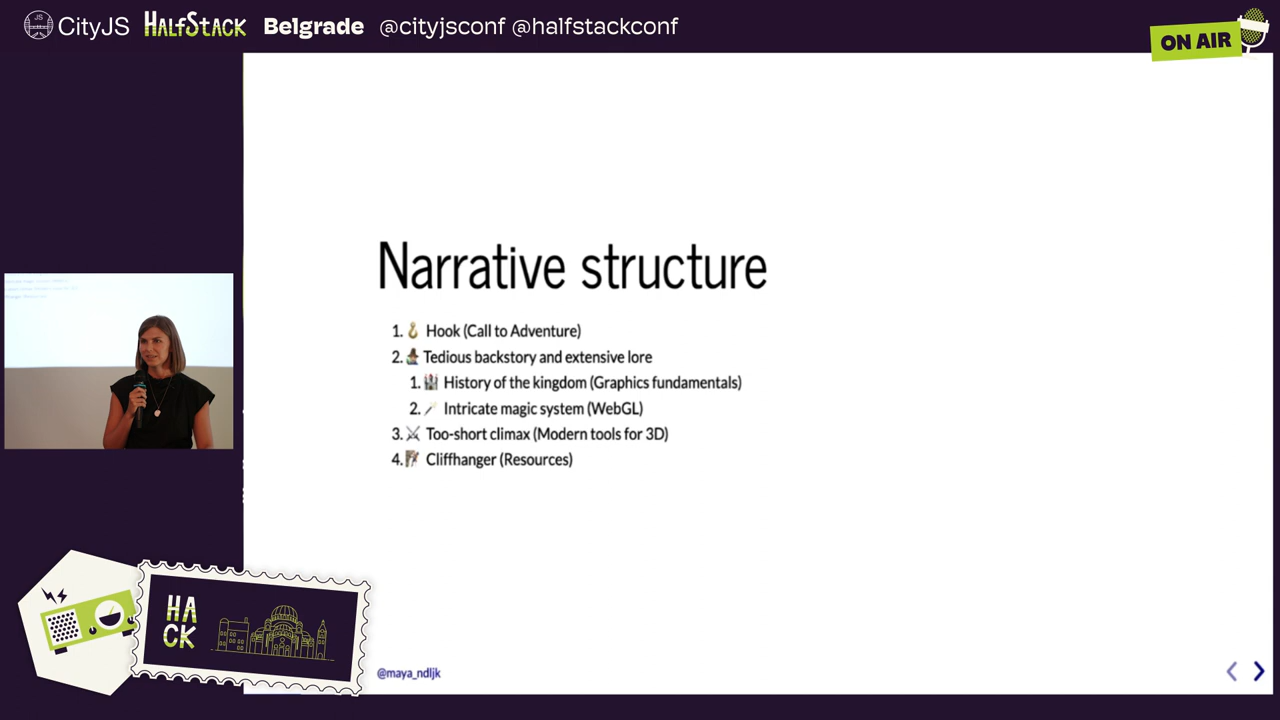 JS CityJS HALFSTACK Belgrade @cityjsconf @halfstackconf
ON AIR
Narrative structure
1. Hook (Call to Adventure)
2. Tedious backstory and extensive lore
1. History of the kingdom (Graphics fundamentals)
2. Intricate magic system (WebGL)
3. Too-short climax (Modern tools for 3D)
4. Cliffhanger (Resources)
HA
CK
@maya_ndljk